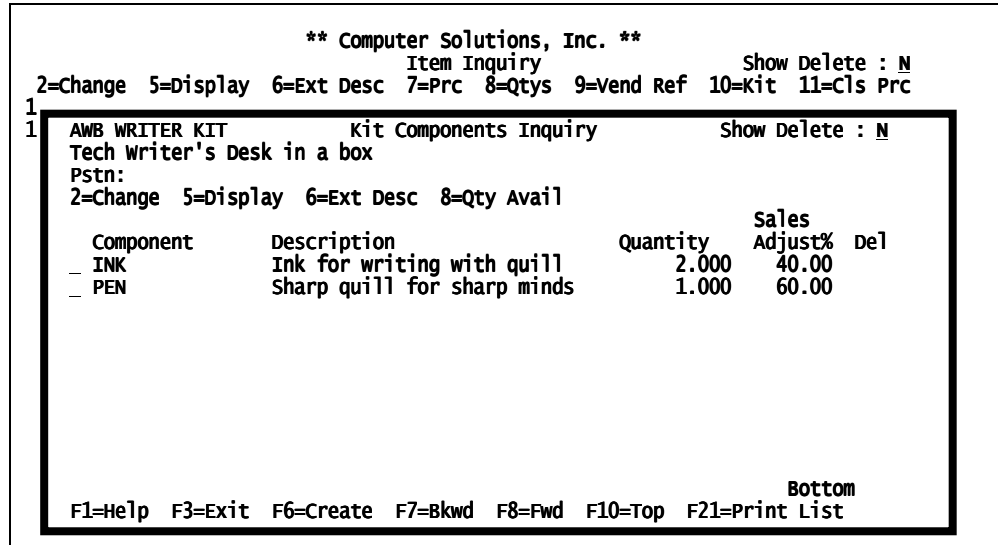 ** Computer Solutions, Inc. **
Item Inquiry Show Delete : N
2=Change 5=Display 6=Ext Desc 7=Prc 8=Qtys 9=Vend Ref 10=Kit 11=Cls Prc
1
1 AWB WRITER KIT Kit Components Inquiry Show Delete : N
Tech Writer's Desk in a box
Pstn:
2=Change 5=Display 6=Ext Desc 8=Qty Avail
Sales
Component Description Quantity Adjust% Del
_ INK Ink for writing with quill 2.000 40.00
_ PEN Sharp quill for sharp minds 1.000 60.00
Bottom
F1=Help F3=Exit F6=Create F7=Bkwd F8=Fwd F10=Top F21=Print List